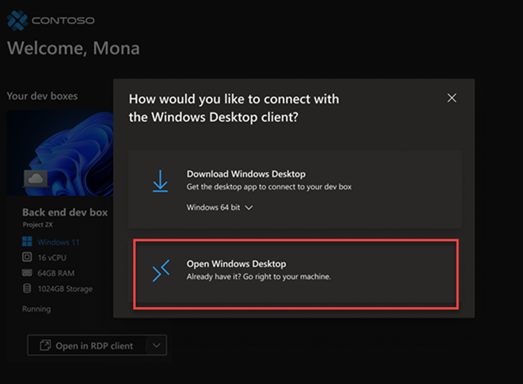 CONTOSO
Welcome, Mona
Your dev boxes
How would you like to connect with
the Windows Desktop client?
Download Windows Desktop
Get the desktop app to connect to your dev box
Windows 64 bit
Open Windows Desktop
Already have it? Go right to your machine.
Back end dev box
Project 2X
Windows 11
16 vCPU
64GB RAM
1024GB Storage
Running
Open in RDP client